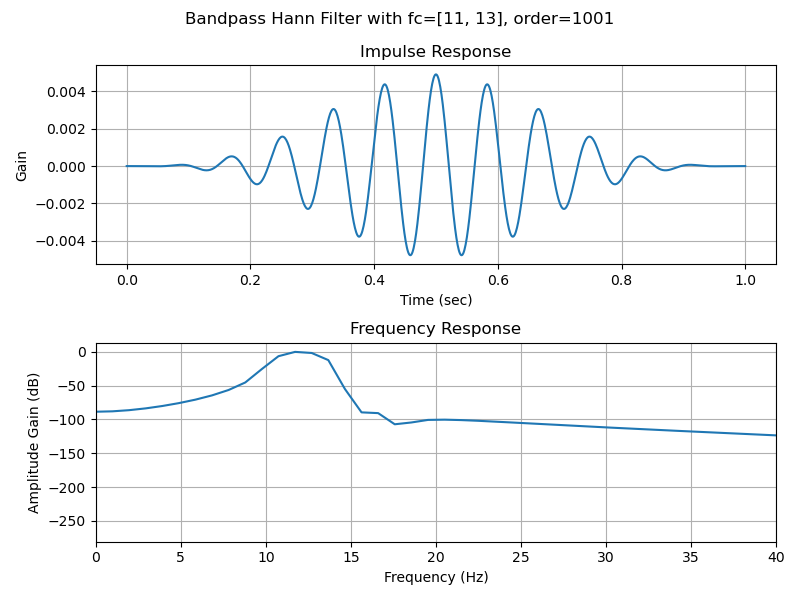 Bandpass Hann Filter with fc=[11, 13], order=1001
Impulse Response
Gain
0.004
0.002
0.000
−0.002
−0.004
0.0 0.2 0.4 0.6 0.8 1.0
Time (sec)
Frequency Response
Amplitude Gain (dB)
0
−50
−100
−150
−200
−250
0 5 10 15 20 25 30 35 40
Frequency (Hz)